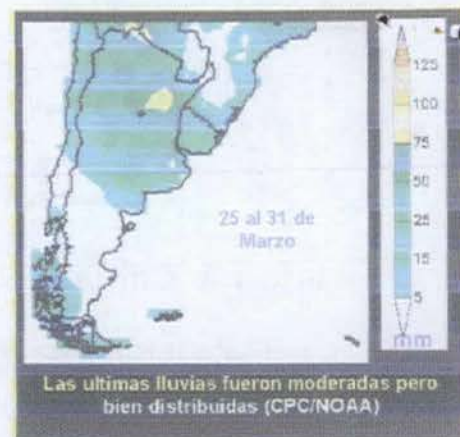 125
100
75
50
25
15
5
mm
25 al 31 de
Marzo
Las ultimas lluvias fueron moderadas pero
bien distribuidas (CPC/NOAA)